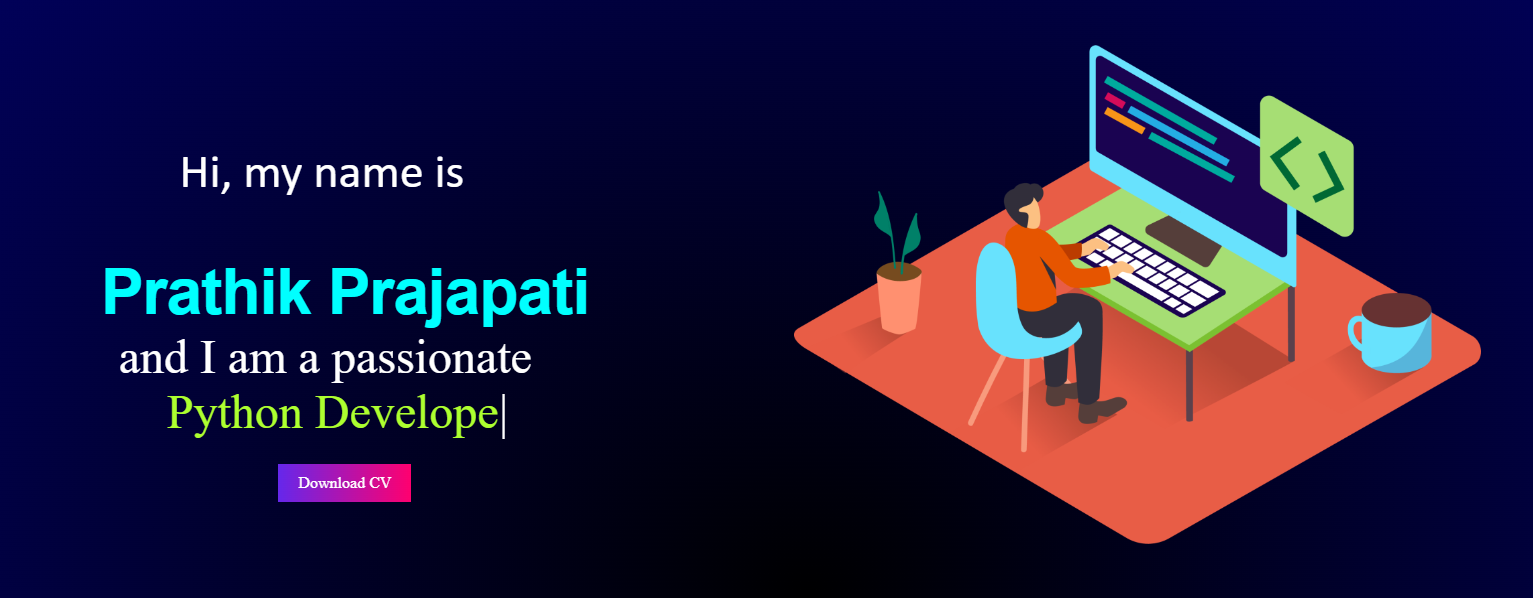 Hi, my name is
Prathik Prajapati
and I am a passionate
Python Develope|
Download CV